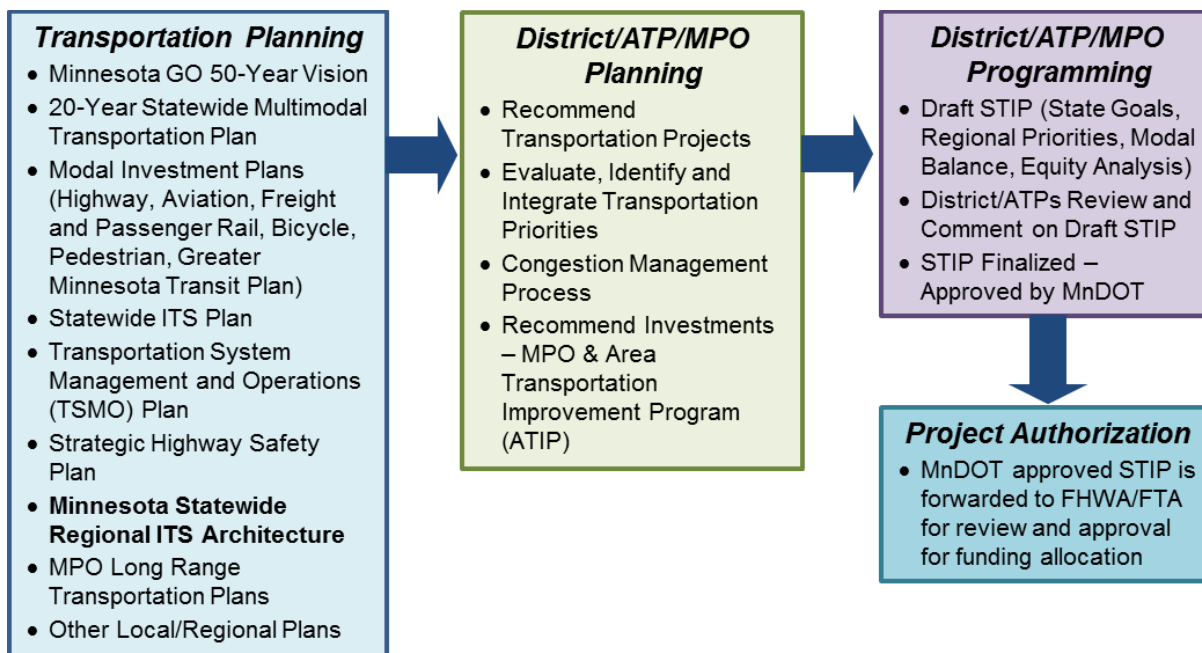 Transportation Planning
• Minnesota GO 50-Year Vision
• 20-Year Statewide Multimodal
Transportation Plan
• Modal Investment Plans
(Highway, Aviation, Freight
and Passenger Rail, Bicycle,
Pedestrian, Greater
Minnesota Transit Plan)
• Statewide ITS Plan
• Transportation System
Management and Operations
(TSMO) Plan
• Strategic Highway Safety
Plan
• Minnesota Statewide
Regional ITS Architecture
• MPO Long Range
Transportation Plans
• Other Local/Regional Plans
District/ATP/MPO
Planning
• Recommend
Transportation Projects
• Evaluate, Identify and
Integrate Transportation
Priorities
• Congestion Management
Process
• Recommend Investments
– MPO & Area
Transportation
Improvement Program
(ATIP)
District/ATP/MPO
Programming
• Draft STIP (State Goals,
Regional Priorities, Modal
Balance, Equity Analysis)
• District/ATPs Review and
Comment on Draft STIP
• STIP Finalized –
Approved by MnDOT
Project Authorization
• MnDOT approved STIP is
forwarded to FHWA/FTA
for review and approval
for funding allocation